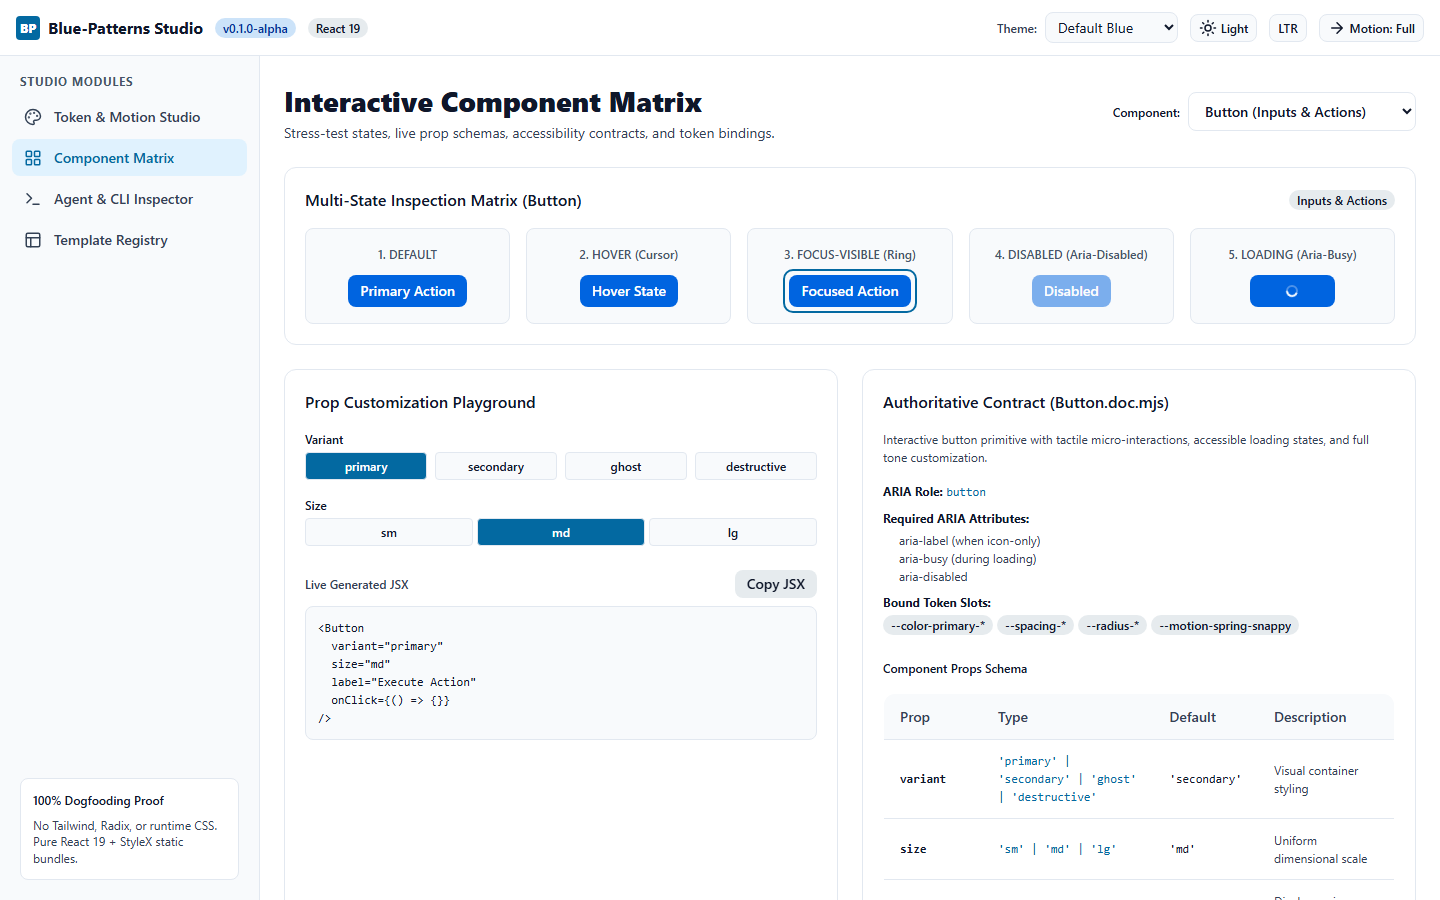 BP Blue-Patterns Studio v0.1.0-alpha React 19 Theme: Default Blue Light LTR Motion: Full
STUDIO MODULES
Token & Motion Studio
Component Matrix
Agent & CLI Inspector
Template Registry
100% Dogfooding Proof
No Tailwind, Radix, or runtime CSS.
Pure React 19 + StyleX static
bundles.
Interactive Component Matrix
Stress-test states, live prop schemas, accessibility contracts, and token bindings.
Component: Button (Inputs & Actions)
Multi-State Inspection Matrix (Button) Inputs & Actions
1. DEFAULT
Primary Action
2. HOVER (Cursor)
Hover State
3. FOCUS-VISIBLE (Ring)
Focused Action
4. DISABLED (Aria-Disabled)
Disabled
5. LOADING (Aria-Busy)
Prop Customization Playground
Variant
primary secondary ghost destructive
Size
sm md lg
Live Generated JSX Copy JSX
<Button
variant="primary"
size="md"
label="Execute Action"
onClick={() => {}}
/>
Authoritative Contract (Button.doc.mjs)
Interactive button primitive with tactile micro-interactions, accessible loading states, and full
tone customization.
ARIA Role: button
Required ARIA Attributes:
aria-label (when icon-only)
aria-busy (during loading)
aria-disabled
Bound Token Slots:
--color-primary-* --spacing-* --radius-* --motion-spring-snappy
Component Props Schema
Prop Type Default Description
variant 'primary' | 'secondary' | 'ghost' | 'destructive' 'secondary' Visual container styling
size 'sm' | 'md' | 'lg' 'md' Uniform dimensional scale